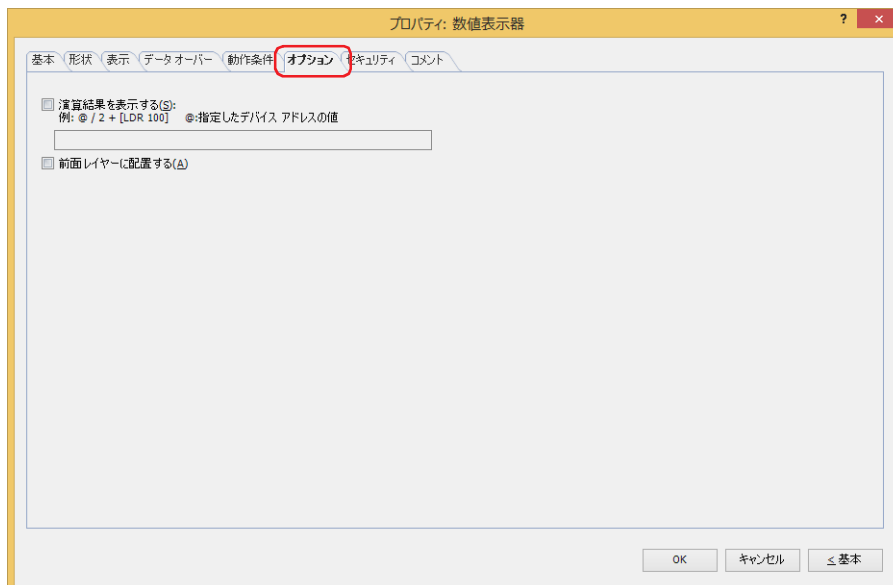 プロパティ: 数値表示器
? ×
基本 形状 表示 データ オーバー 動作条件 オプション セキュリティ コメント
演算結果を表示する(S):
例: @ / 2 + [LDR 100] @:指定したデバイス アドレスの値
前面レイヤーに配置する(A)
OK キャンセル < 基本